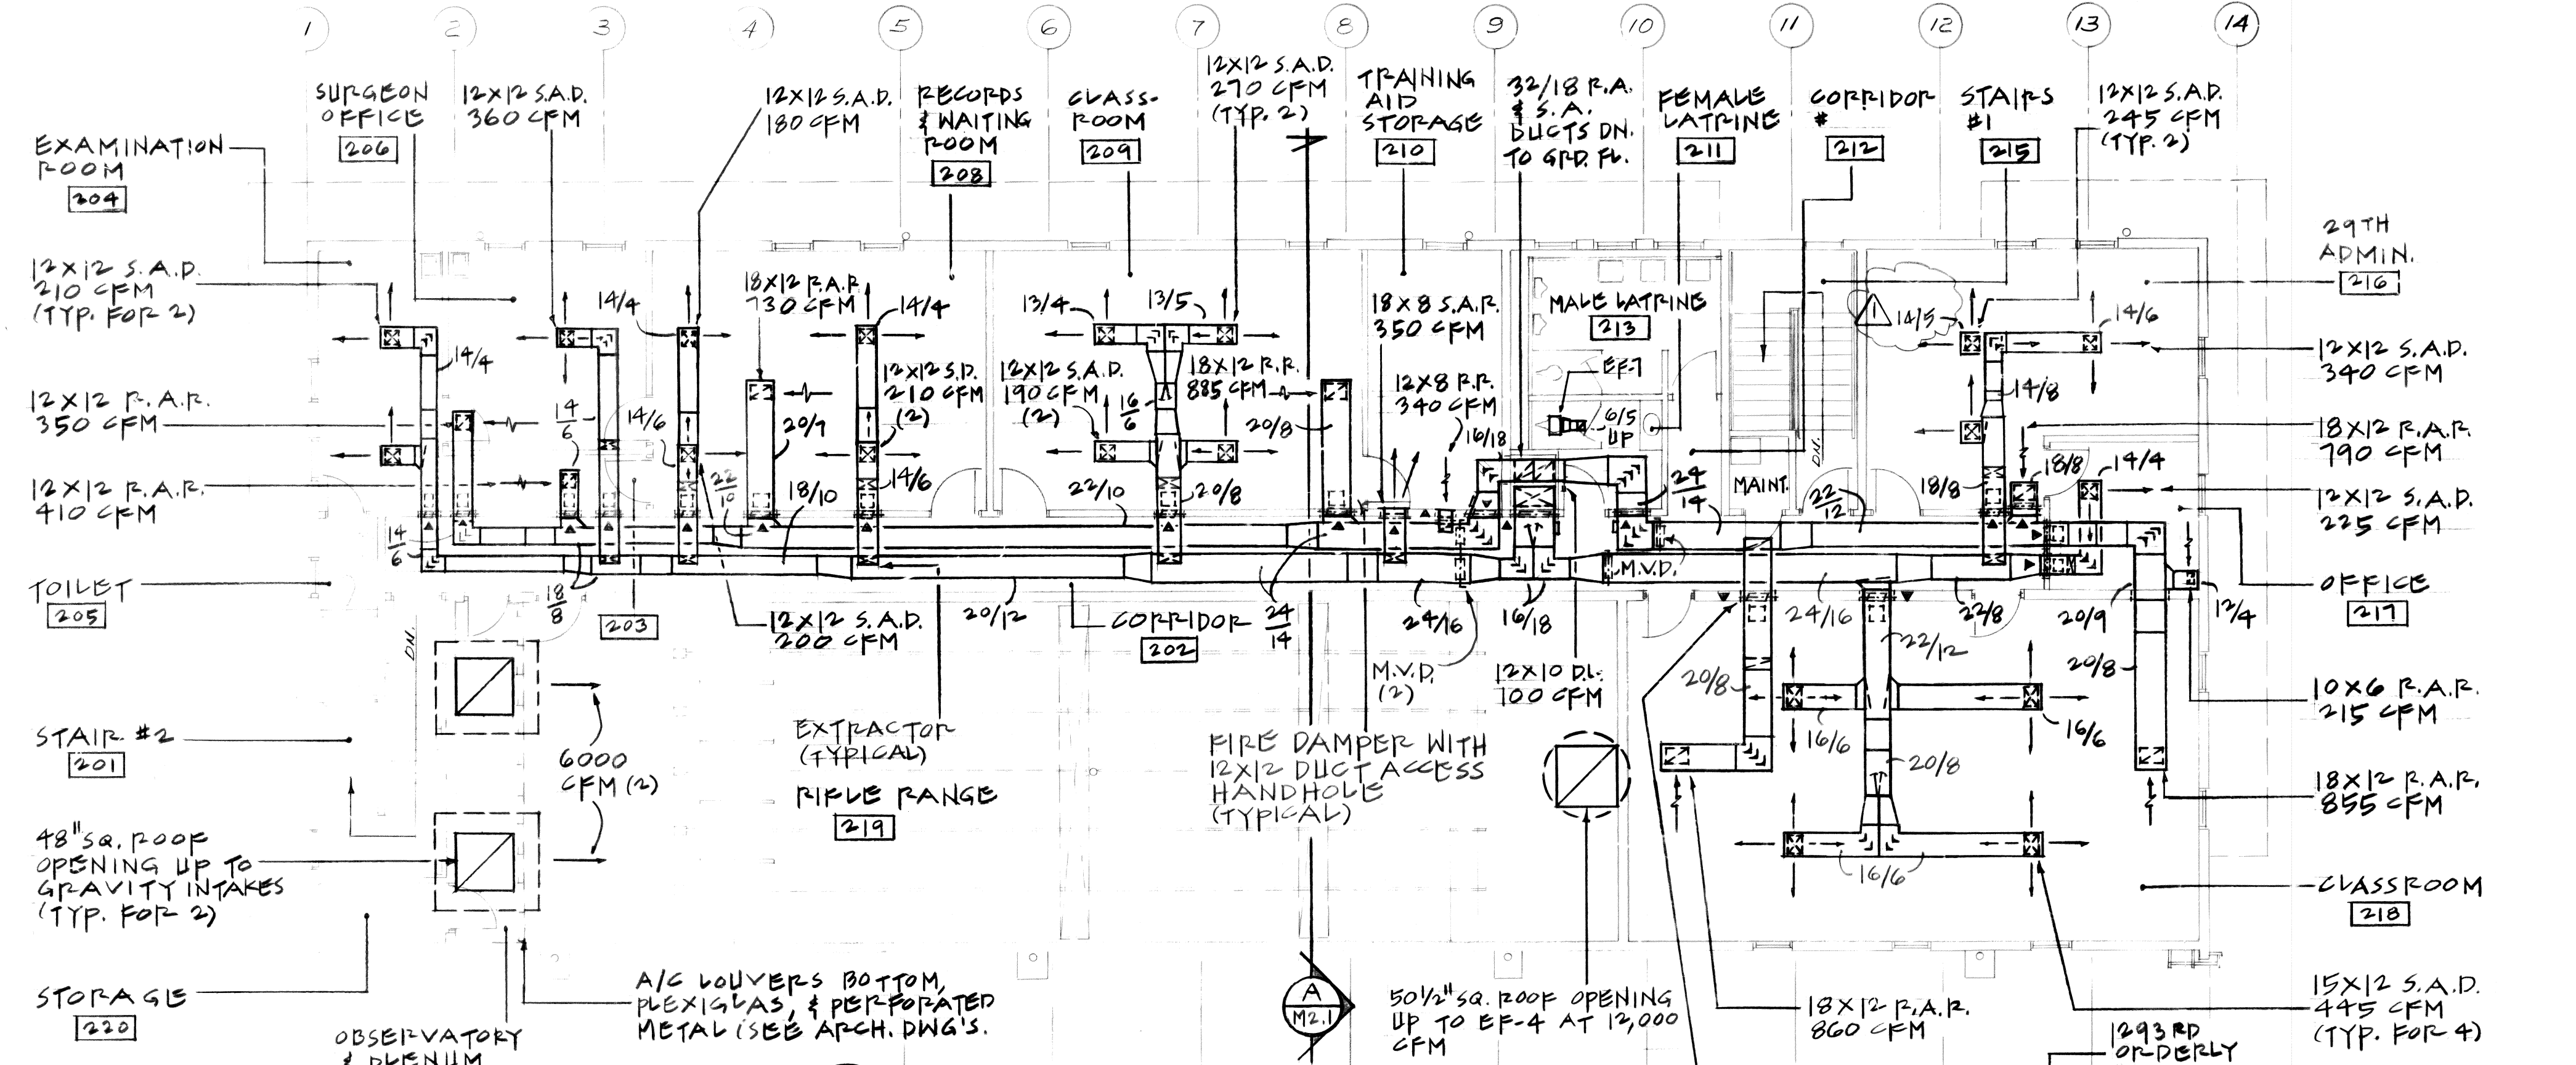 1 2 3 4 5 6 7 8 9 10 11 12 13 14
EXAMINATION
ROOM
204
SURGEON
OFFICE
206
12X12 S.A.D.
360 CFM
12X12 S.A.D.
180 CFM
RECORDS
& WAITING
ROOM
208
CLASS-
ROOM
209
12X12 S.A.D.
270 CFM
(TYP. 2)
TRAINING
AID
STORAGE
210
32/18 R.A.
& S.A.
DUCTS DN.
TO GRD. FL.
FEMALE
LATRINE
211
CORRIDOR
#
212
STAIRS
#1
215
12X12 S.A.D.
245 CFM
(TYP. 2)
29TH
ADMIN.
216
12X12 S.A.D.
210 CFM
(TYP. FOR 2)
12X12 R.A.R.
350 CFM
12X12 R.A.R.
410 CFM
TOILET
205
STAIR #2
201
48" SQ. ROOF
OPENING UP TO
GRAVITY INTAKES
(TYP. FOR 2)
STORAGE
220
14/4
14/6
14/6
14/4
14/6
18/8
203
22/10
18X12 R.A.R.
730 CFM
20/7
18/10
14/4
12X12 S.D.
210 CFM
(2)
14/6
13/4
13/5
12X12 S.A.D.
190 CFM
(2)
16/6
18X12 R.R.
885 CFM
20/8
22/10
20/8
18X8 S.A.R.
350 CFM
12X8 R.R.
340 CFM
16/18
MALE LATRINE
213
EF-7
6/5
UP
24/14
MAINT.
DN.
22/12
1
14/5
14/6
14/8
18/8
18/8
14/4
12X12 S.A.D.
340 CFM
18X12 R.A.R.
790 CFM
12X12 S.A.D.
225 CFM
OFFICE
217
12/4
10X6 R.A.R.
215 CFM
18X12 R.A.R.
855 CFM
CLASSROOM
218
15X12 S.A.D.
445 CFM
(TYP. FOR 4)
DN.
12X12 S.A.D.
200 CFM
20/12
CORRIDOR
202
24/14
24/16
16/18
M.V.D.
M.V.D.
(2)
12X10 D.L.
100 CFM
24/16
22/8
20/9
22/12
20/8
20/8
16/6
16/6
20/8
16/6
6000
CFM (2)
EXTRACTOR
(TYPICAL)
RIFLE RANGE
219
FIRE DAMPER WITH
12X12 DUCT ACCESS
HANDHOLE
(TYPICAL)
A/C LOUVERS BOTTOM,
PLEXIGLAS, & PERFORATED
METAL (SEE ARCH. DWG'S.
OBSERVATORY
& PLENUM
A
M2.1
50 1/2" SQ. ROOF OPENING
UP TO EF-4 AT 12,000
CFM
18X12 R.A.R.
860 CFM
1293RD
ORDERLY